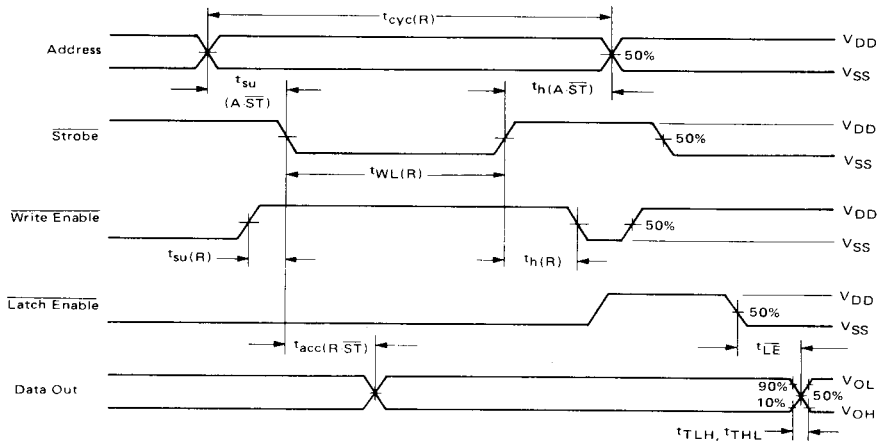 tcyc(R)
Address
VDD
50%
VSS
tsu
(A·ST)
th(A·ST)
Strobe
VDD
50%
VSS
tWL(R)
Write Enable
VDD
50%
VSS
tsu(R)
th(R)
Latch Enable
VDD
50%
VSS
tacc(R ST)
tLE
Data Out
90%
10%
50%
VOL
VOH
tTLH, tTHL